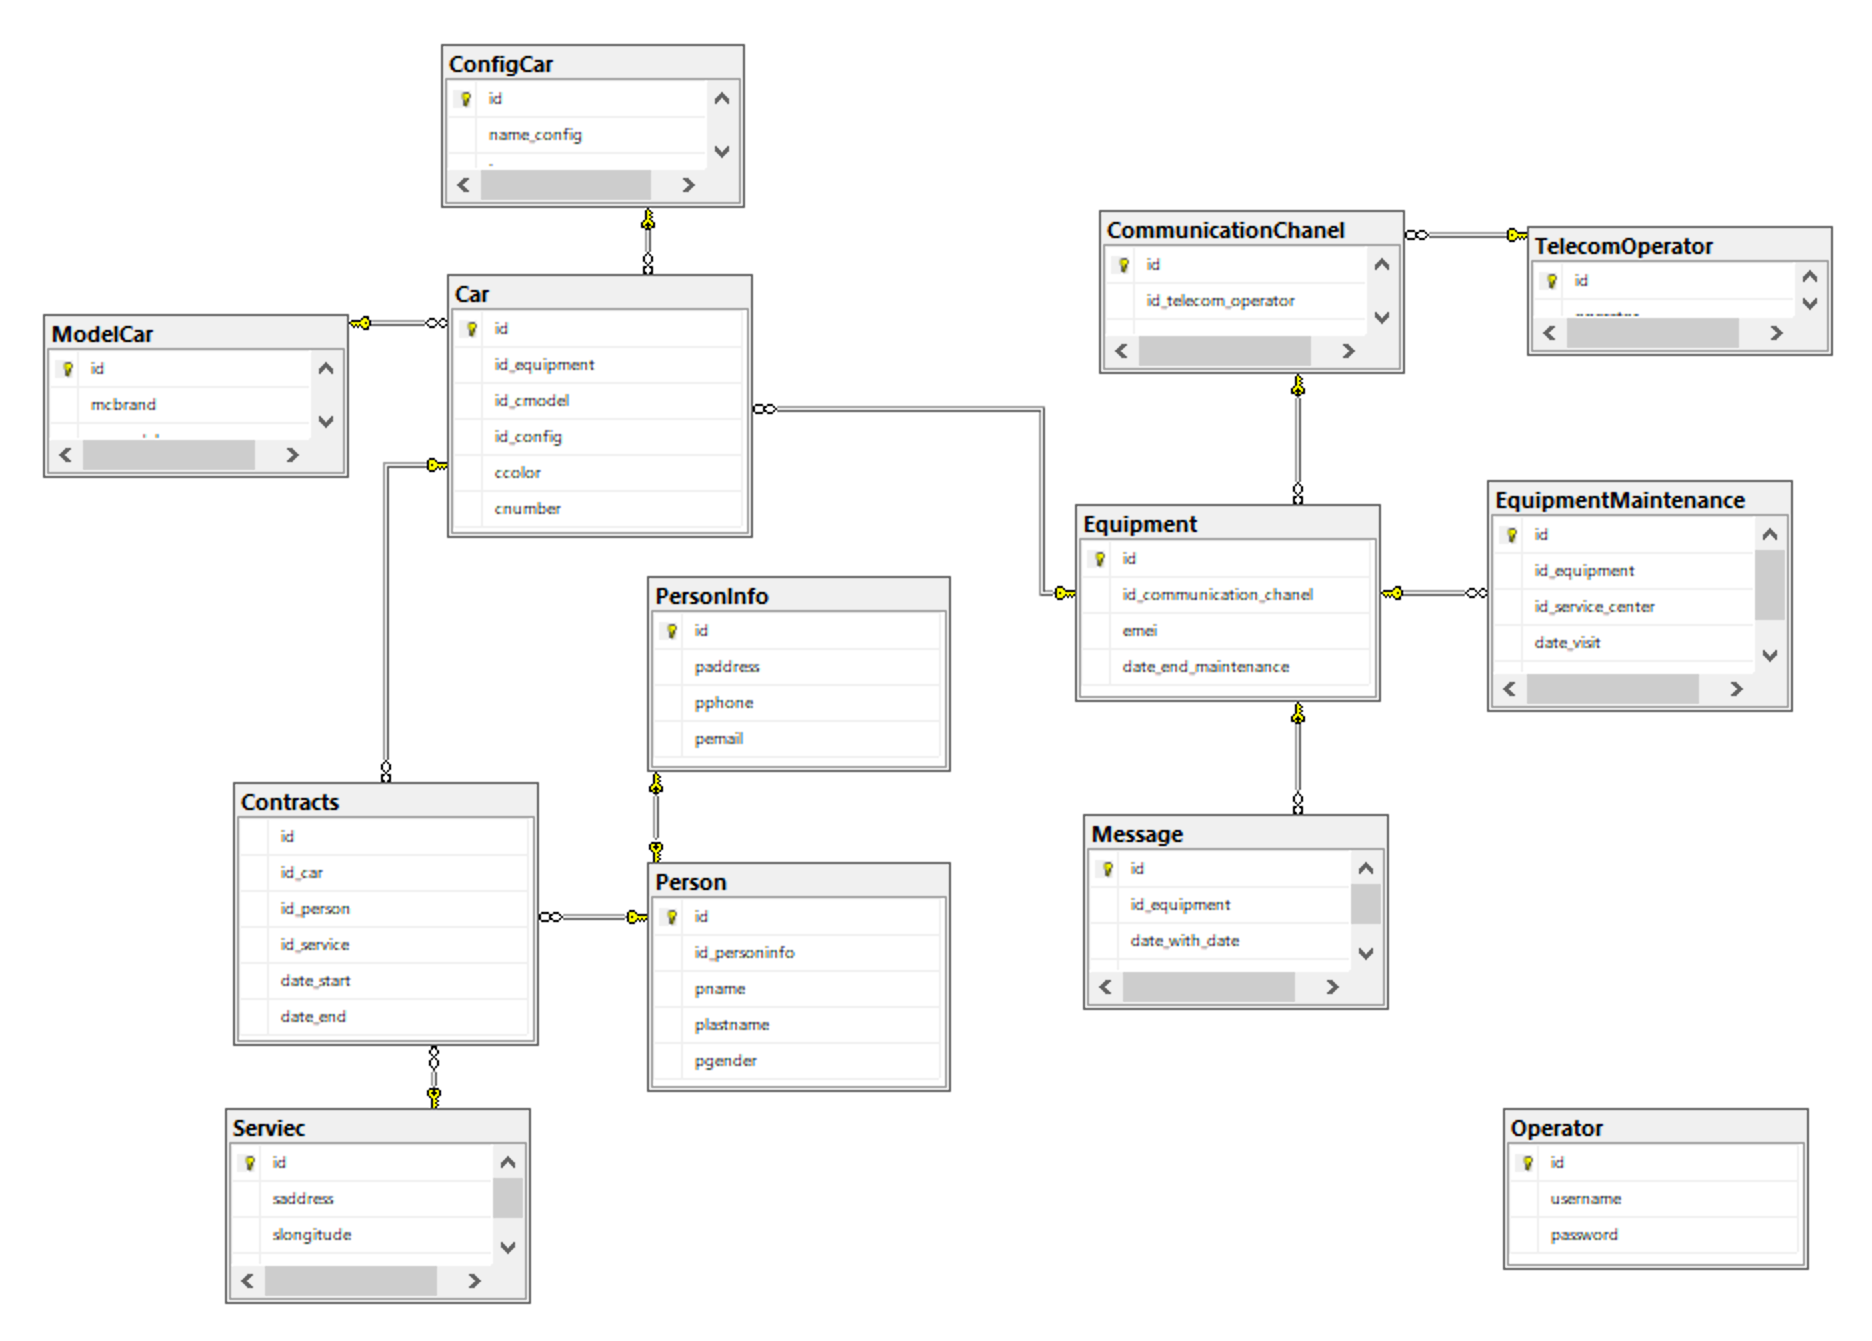 ConfigCar
id
name_config
ModelCar
id
mcbrand
Car
id
id_equipment
id_cmodel
id_config
ccolor
cnumber
CommunicationChanel
id
id_telecom_operator
TelecomOperator
id
Equipment
id
id_communication_chanel
emei
date_end_maintenance
EquipmentMaintenance
id
id_equipment
id_service_center
date_visit
PersonInfo
id
paddress
pphone
pemail
Contracts
id
id_car
id_person
id_service
date_start
date_end
Person
id
id_personinfo
pname
plastname
pgender
Message
id
id_equipment
date_with_date
Serviec
id
saddress
slongitude
Operator
id
username
password